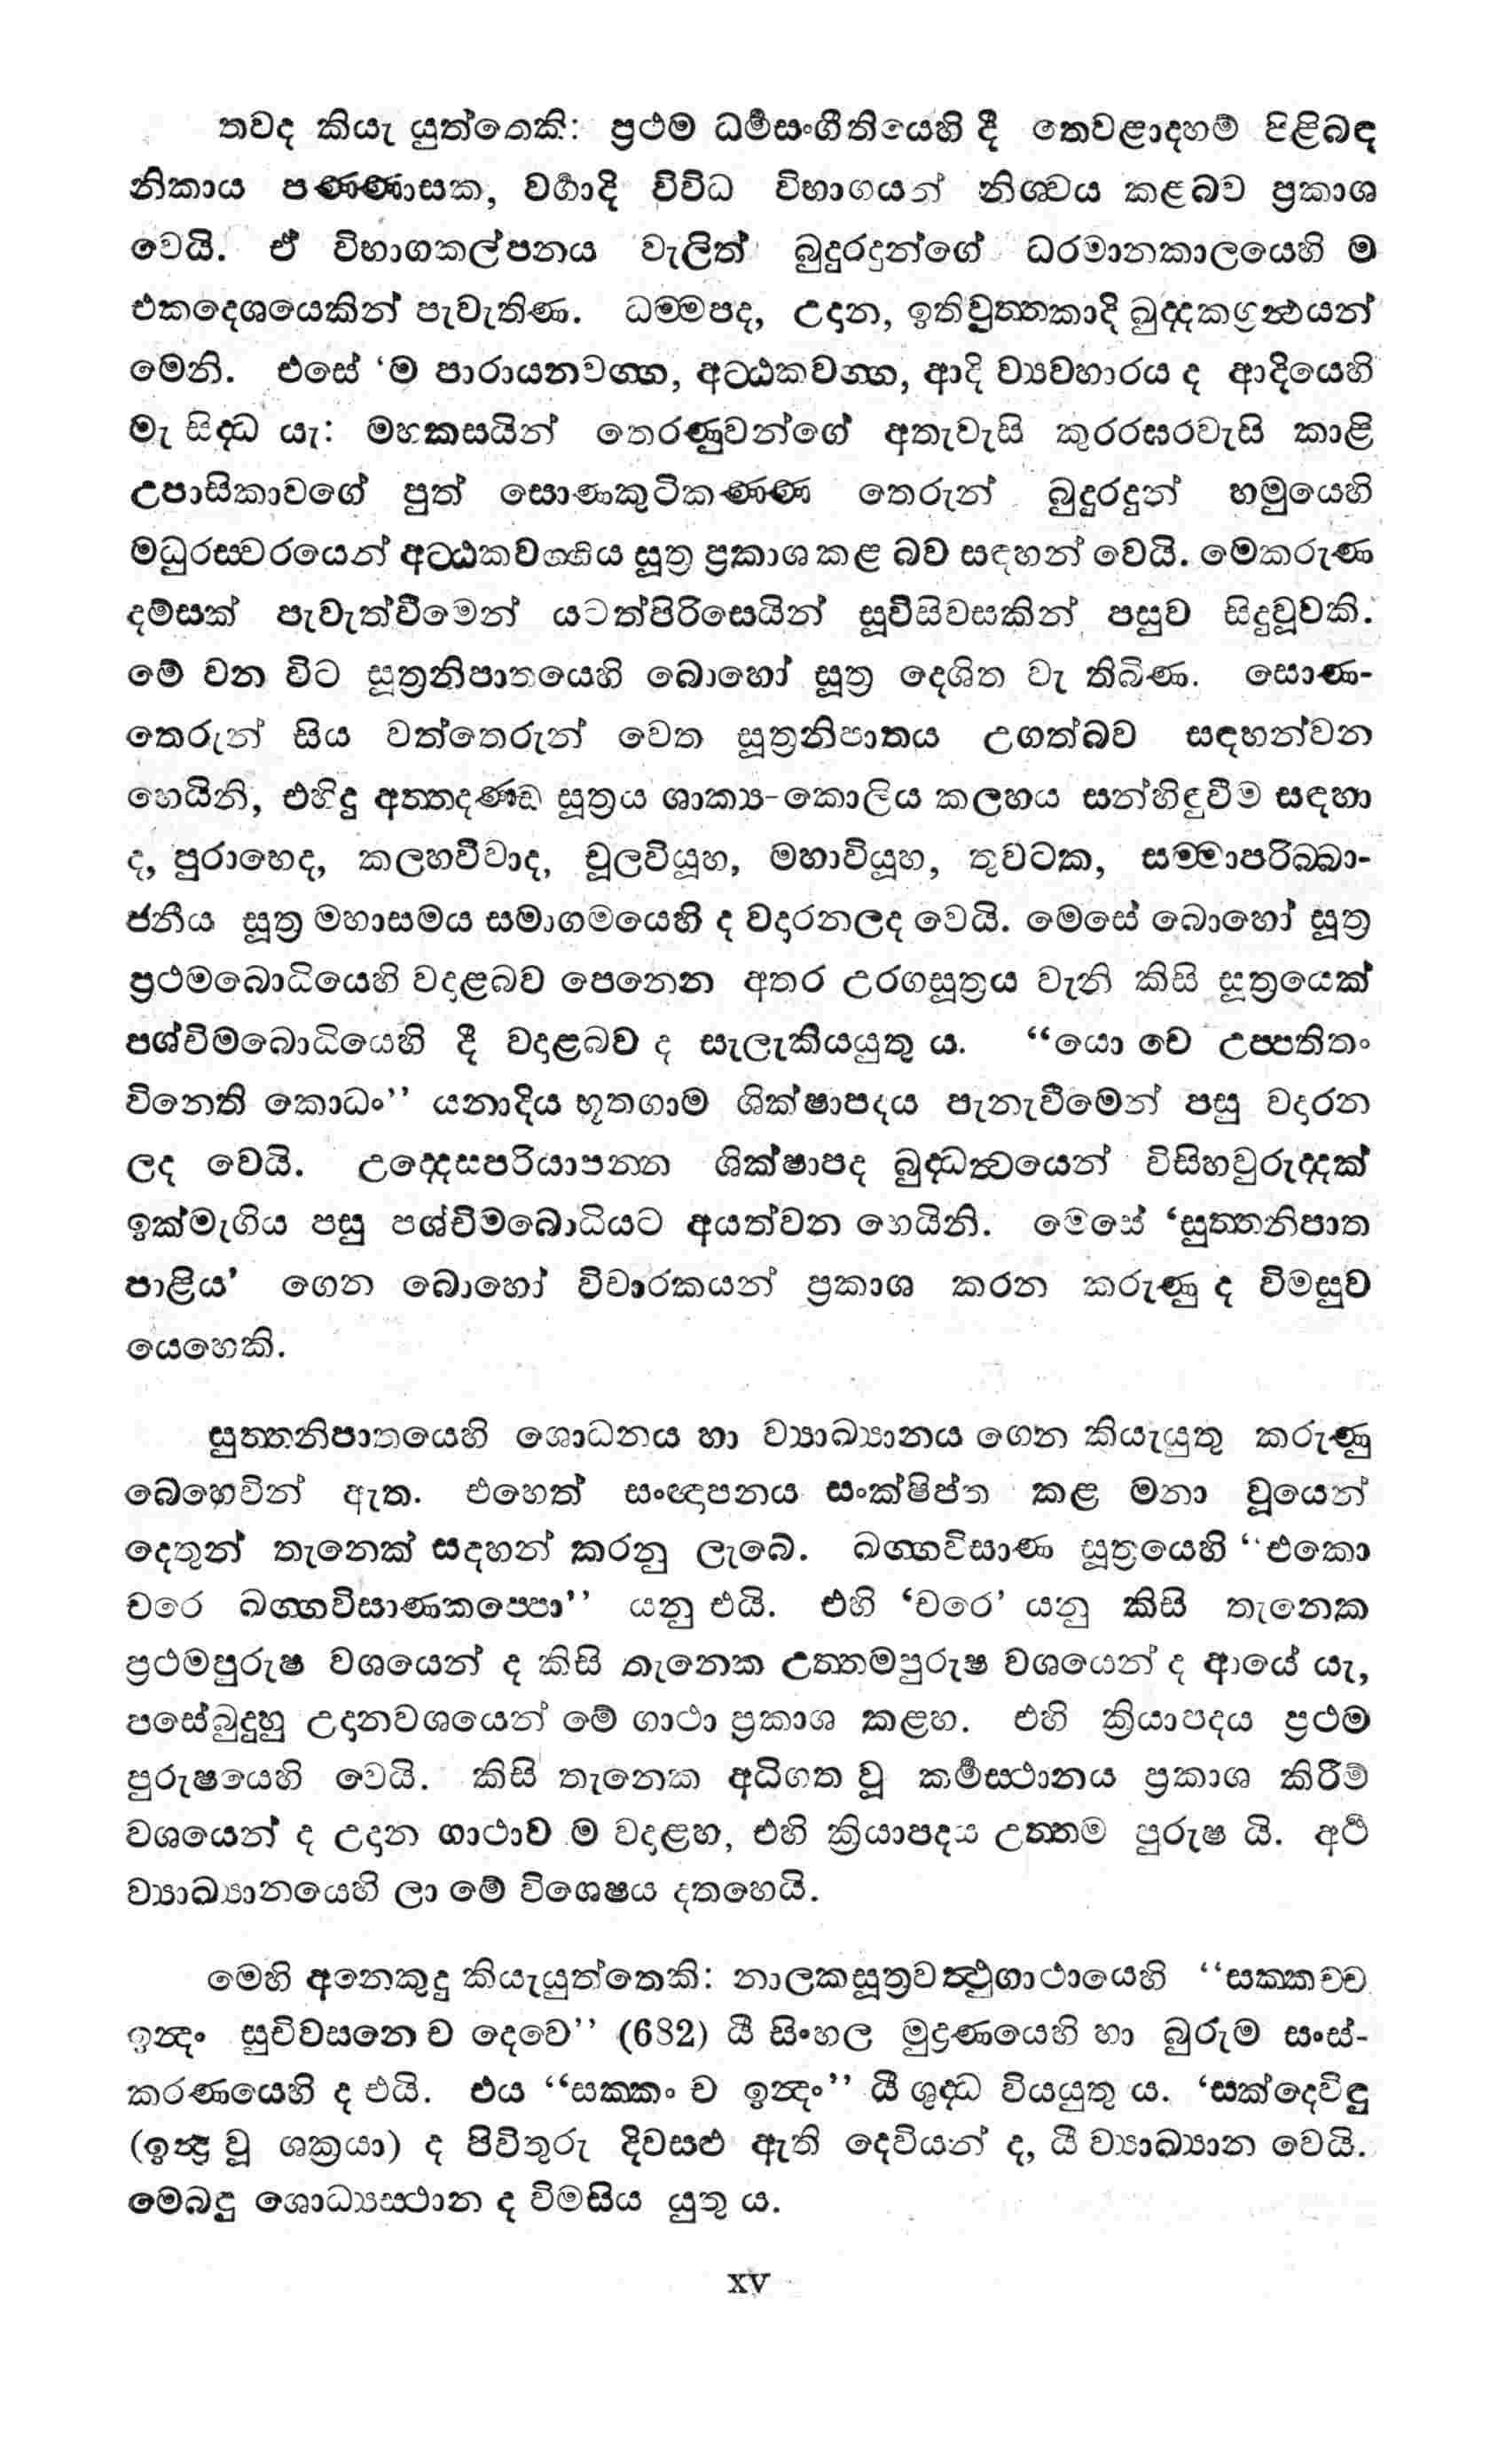 තවද කියැ යුත්තෙකි: ප්‍රථම ධර්‍මසංගීතියෙහි දී තෙවළාදහම් පිළිබඳ
නිකාය පණ්ණාසක, වර්‍ගාදි විවිධ විභාගයන් නිශ්චය කළබව ප්‍රකාශ
වෙයි. ඒ විභාගකල්පනය වැලිත් බුදුරදුන්ගේ ධරමානකාලයෙහි ම
එකදෙශයෙකින් පැවැතිණ. ධම්මපද, උදාන, ඉතිවුත්තකාදි ඛුද්දකග්‍රන්‍ථයන්
මෙනි. එසේ ‘ම පාරායනවග්ග, අට්ඨකවග්ග, ආදි ව්‍යවහාරය ද ආදියෙහි
මැ සිද්ධ යැ: මහකසයින් තෙරණුවන්ගේ අතැවැසි කුරරඝරවැසි කාළි
උපාසිකාවගේ පුත් සොණකුටිකණ්ණ තෙරුන් බුදුරදුන් හමුයෙහි
මධුරස්වරයෙන් අට්ඨකවග්ගිය සූත්‍ර ප්‍රකාශ කළ බව සඳහන් වෙයි. මෙකරුණ
දම්සක් පැවැත්වීමෙන් යටත්පිරිසෙයින් සූවිසිවසකින් පසුව සිදුවූවකි.
මේ වන විට සූත්‍රනිපාතයෙහි බොහෝ සූත්‍ර දෙශිත වැ තිබිණ. සොණ-
තෙරුන් සිය වත්තෙරුන් වෙත සූත්‍රනිපාතය උගත්බව සඳහන්වන
හෙයිනි, එහිදු අත්තදණ්ඩ සූත්‍රය ශාක්‍ය-කොලිය කලහය සන්හිඳුවීම සඳහා
ද, පුරාභෙද, කලහවිවාද, චූලවියූහ, මහාවියූහ, තුවටක, සම්මාපරිබ්බා-
ජනීය සූත්‍ර මහාසමය සමාගමයෙහි ද වදාරනලද වෙයි. මෙසේ බොහෝ සූත්‍ර
ප්‍රථමබොධියෙහි වදාළබව පෙනෙන අතර උරගසූත්‍රය වැනි කිසි සූත්‍රයෙක්
පශ්චිමබොධියෙහි දී වදාළබව ද සැලැකියයුතු ය. “යො වෙ උප්පතිතං
විනෙති කොධං’’ යනාදිය භූතගාම ශික්ෂාපදය පැනැවීමෙන් පසු වදාරන
ලද වෙයි. උද්දෙසපරියාපන්න ශික්ෂාපද බුද්ධත්‍වයෙන් විසිහවුරුද්දක්
ඉක්මැගිය පසු පශ්චිමබොධියට අයත්වන හෙයිනි. මෙසේ ‘සුත්තනිපාත
පාළිය’ ගෙන බොහෝ විචාරකයන් ප්‍රකාශ කරන කරුණු ද විමසුව
යෙහෙකි.
සුත්තනිපාතයෙහි ශොධනය හා ව්‍යාඛ්‍යානය ගෙන කියැයුතු කරුණු
බෙහෙවින් ඇත. එහෙත් සංඥාපනය සංක්ෂිප්ත කළ මනා වූයෙන්
දෙතුන් තැනෙක් සදහන් කරනු ලැබේ. ඛග්ගවිසාණ සූත්‍රයෙහි ‘‘එකො
චරෙ ඛග්ගවිසාණකප්පො’’ යනු එයි. එහි ‘චරෙ’ යනු කිසි තැනෙක
ප්‍රථමපුරුෂ වශයෙන් ද කිසි තැනෙක උත්තමපුරුෂ වශයෙන් ද ආයේ යැ,
පසේබුදුහු උදානවශයෙන් මේ ගාථා ප්‍රකාශ කළහ. එහි ක්‍රියාපදය ප්‍රථම
පුරුෂයෙහි වෙයි. කිසි තැනෙක අධිගත වූ කර්‍මස්ථානය ප්‍රකාශ කිරීම්
වශයෙන් ද උදාන ගාථාව ම වදාළහ, එහි ක්‍රියාපදය උත්තම පුරුෂ යි. අර්‍ථ
ව්‍යාඛ්‍යානයෙහි ලා මේ විශෙෂය දතහෙයි.
මෙහි අනෙකුදු කියැයුත්තෙකි: නාලකසූත්‍රවත්‍ථුගාථායෙහි ‘‘සක්කච්ච
ඉන්‍දං සුචිවසනෙ ච දෙවෙ’’ (682) යී සිංහල මුද්‍රණයෙහි හා බුරුම සංස්-
කරණයෙහි ද එයි. එය “සක්කං ච ඉන්‍දං’’ යී ශුද්ධ වියයුතු ය. ‘සක්දෙවිඳු
(ඉන්‍ද්‍ර වූ ශක්‍රයා) ද පිවිතුරු දිවසළු ඇති දෙවියන් ද, යී ව්‍යාඛ්‍යාන වෙයි.
මෙබඳු ශොධ්‍යස්ථාන ද විමසිය යුතු ය.
xv